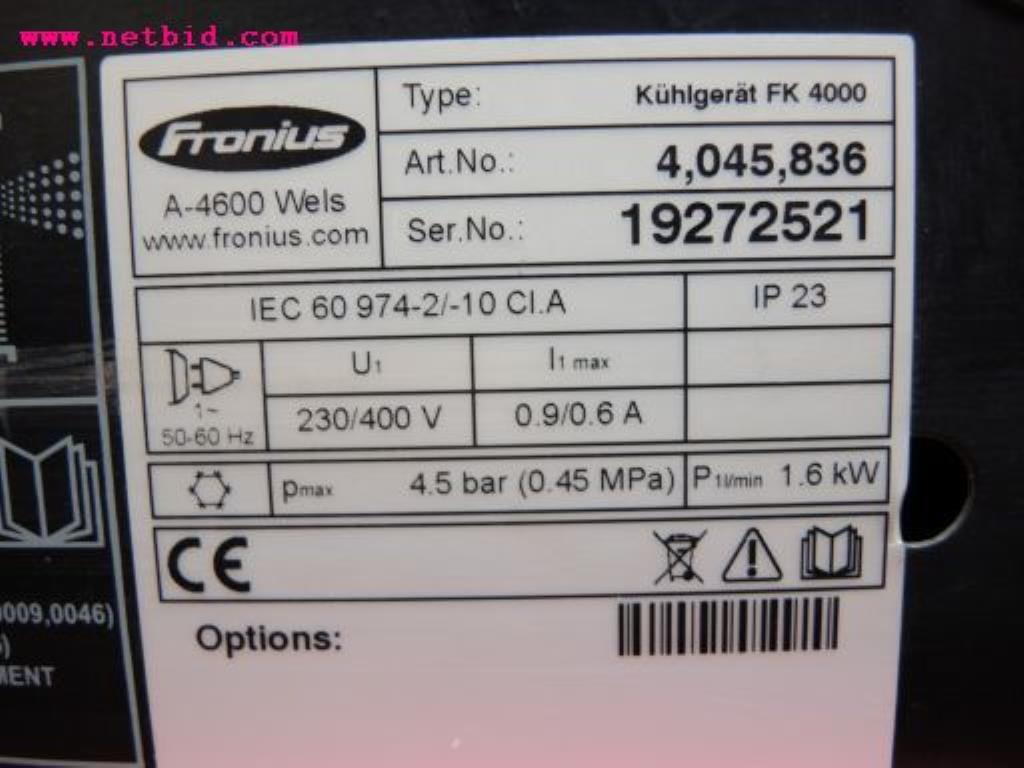 www.netbid.com
Fronius
A-4600 Wels
www.fronius.com
Type: Kühlgerät FK 4000
Art.No.: 4,045,836
Ser.No.: 19272521
IEC 60 974-2/-10 Cl.A IP 23
U1 I1 max
1~
50-60 Hz
230/400 V 0.9/0.6 A
pmax 4.5 bar (0.45 MPa) P1l/min 1.6 kW
CE
Options:
0009,0046)
)
MENT